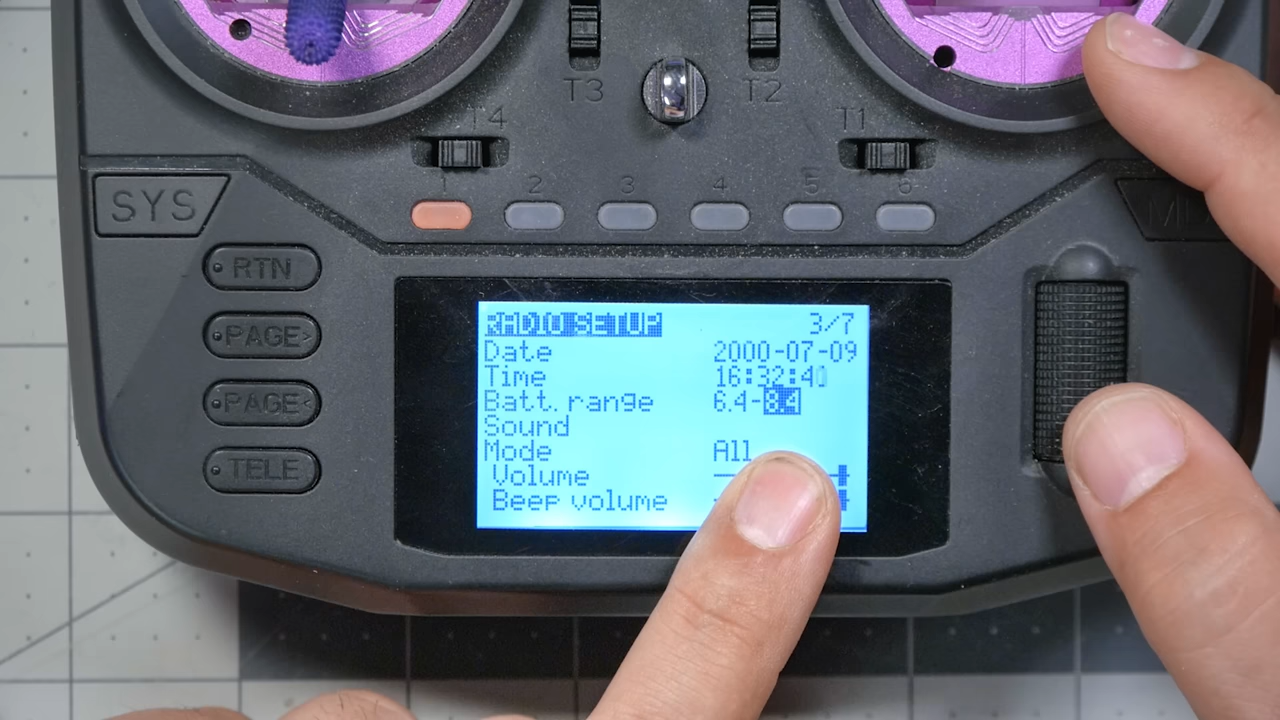 T3 T2
T4 T1
SYS
1 2 3 4 5 6
RTN
PAGE>
PAGE<
TELE
RADIO SETUP 3/7
Date 2000-07-09
Time 16:32:40
Batt. range 6.4-8.4
Sound
Mode All
Volume
Beep volume